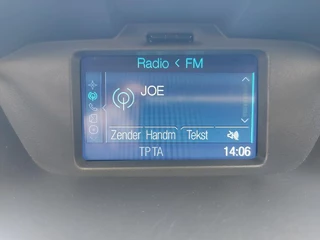 Radio < FM
JOE
Zender Handm Tekst
TP TA 14:06